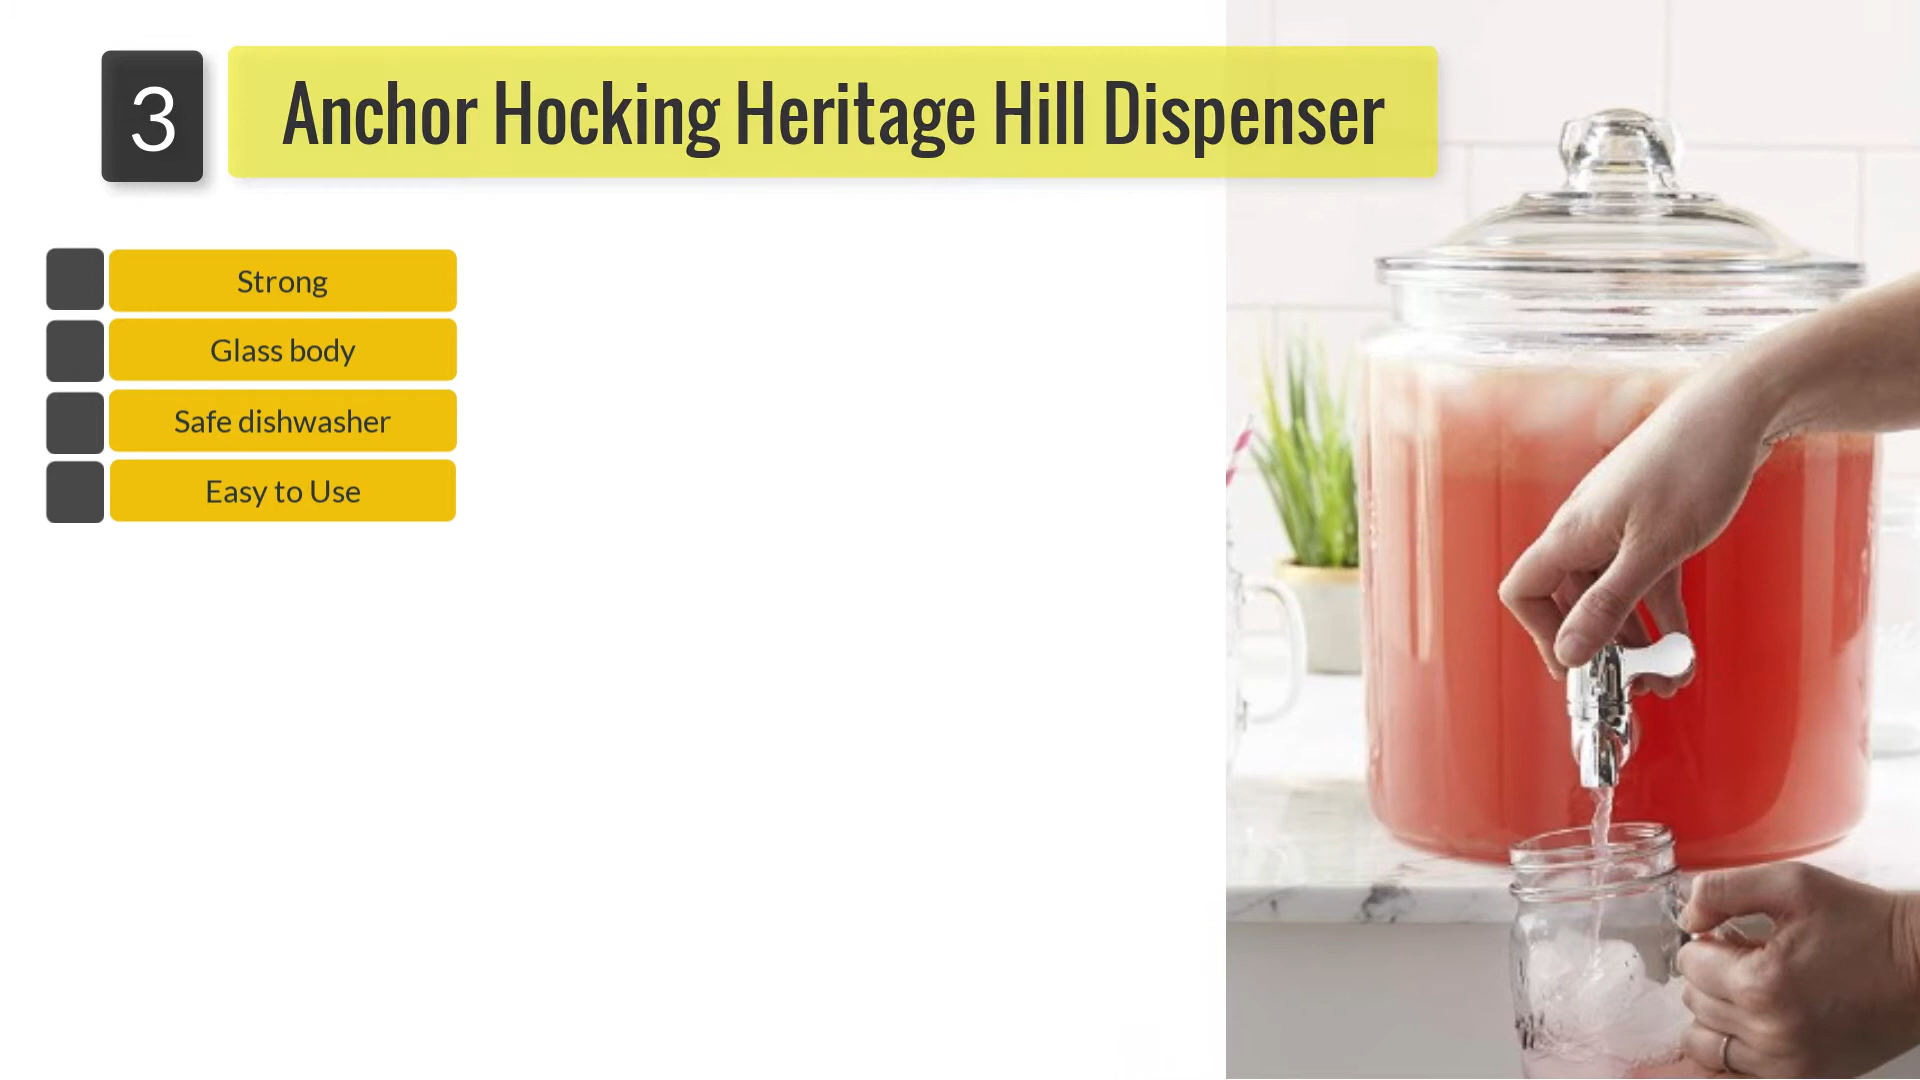 3
Anchor Hocking Heritage Hill Dispenser
Strong
Glass body
Safe dishwasher
Easy to Use